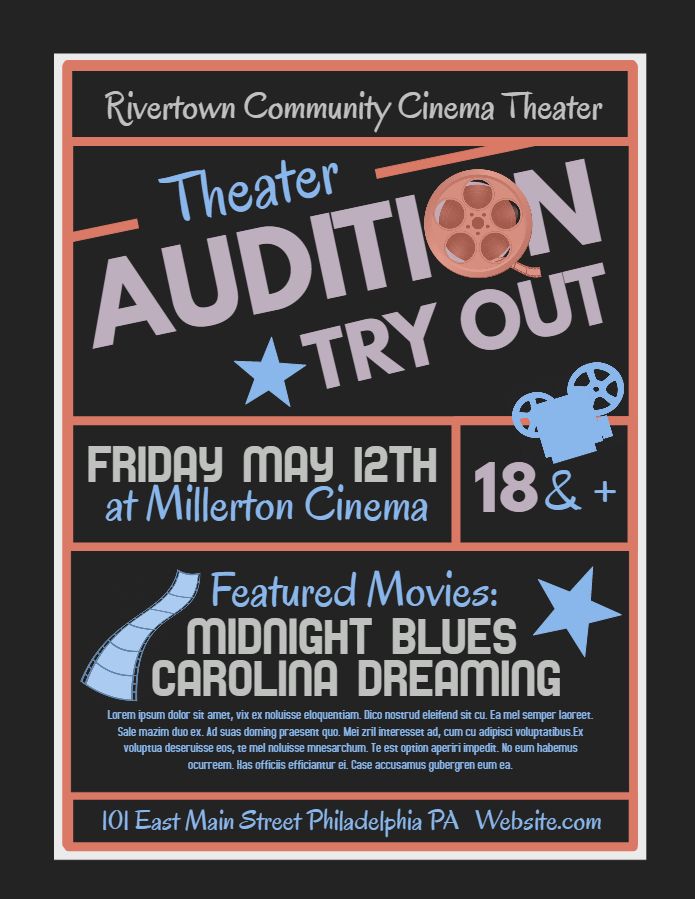 Rivertown Community Cinema Theater
Theater
AUDITION
TRY OUT
FRIDAY MAY 12TH
at Millerton Cinema
18 & +
Featured Movies:
MIDNIGHT BLUES
CAROLINA DREAMING
Lorem ipsum dolor sit amet, vix ex noluisse eloquentiam. Dico nostrud eleifend sit cu. Ea mel semper laoreet.
Sale mazim duo ex. Ad suas doming praesent quo. Mei zril interesset ad, cum cu adipisci voluptatibus.Ex
voluptua deseruisse eos, te mel noluisse mnesarchum. Te est option aperiri impedit. No eum habemus
ocurreem. Has officiis efficiantur ei. Case accusamus gubergren eum ea.
101 East Main Street Philadelphia PA Website.com